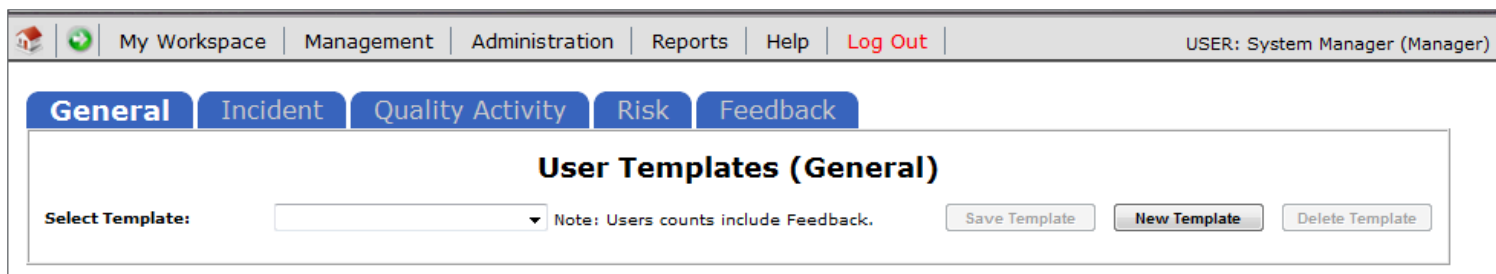 My Workspace Management Administration Reports Help Log Out USER: System Manager (Manager)
General Incident Quality Activity Risk Feedback
User Templates (General)
Select Template: Note: Users counts include Feedback. Save Template New Template Delete Template